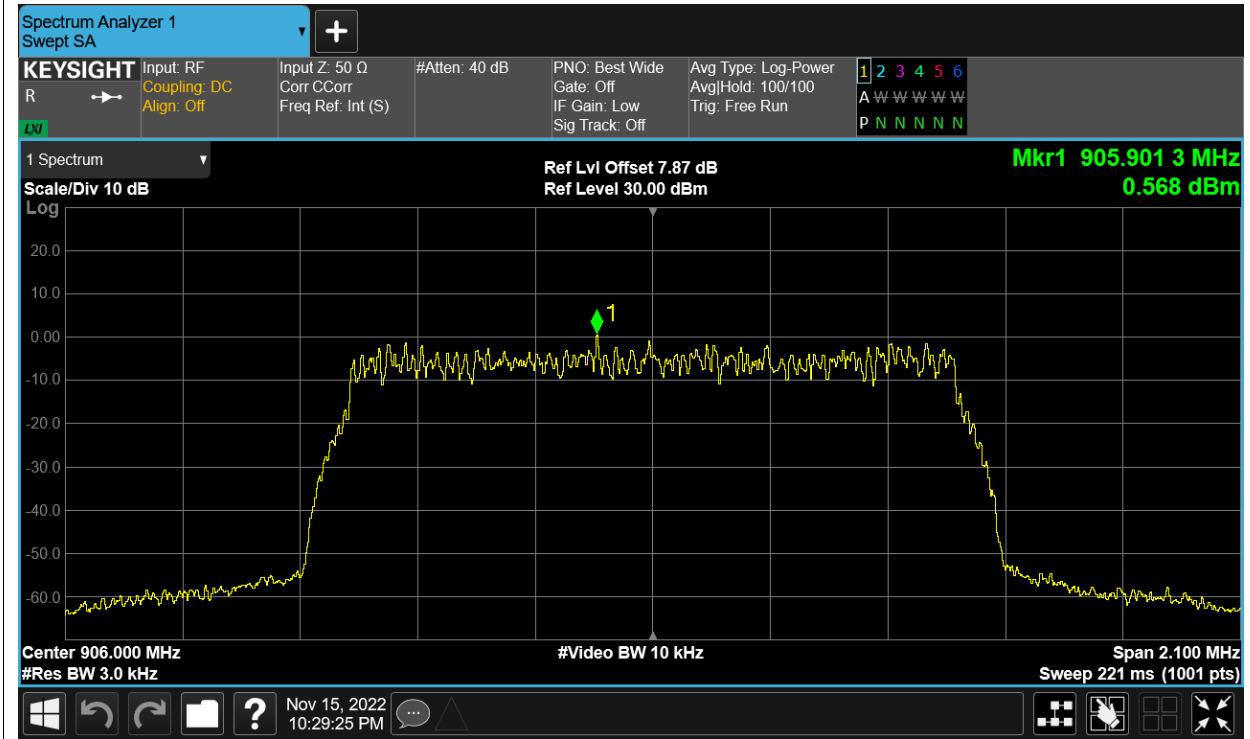 Spectrum Analyzer 1
Swept SA
KEYSIGHT
R
LXI
Input: RF
Coupling: DC
Align: Off
Input Z: 50 Ω
Corr CCorr
Freq Ref: Int (S)
#Atten: 40 dB
PNO: Best Wide
Gate: Off
IF Gain: Low
Sig Track: Off
Avg Type: Log-Power
Avg|Hold: 100/100
Trig: Free Run
1 2 3 4 5 6
A W W W W W
P N N N N N
1 Spectrum
Scale/Div 10 dB
Log
Ref Lvl Offset 7.87 dB
Ref Level 30.00 dBm
Mkr1 905.901 3 MHz
0.568 dBm
20.0
10.0
1
0.00
-10.0
-20.0
-30.0
-40.0
-50.0
-60.0
Center 906.000 MHz
#Video BW 10 kHz
Span 2.100 MHz
#Res BW 3.0 kHz
Sweep 221 ms (1001 pts)
?
Nov 15, 2022
10:29:25 PM